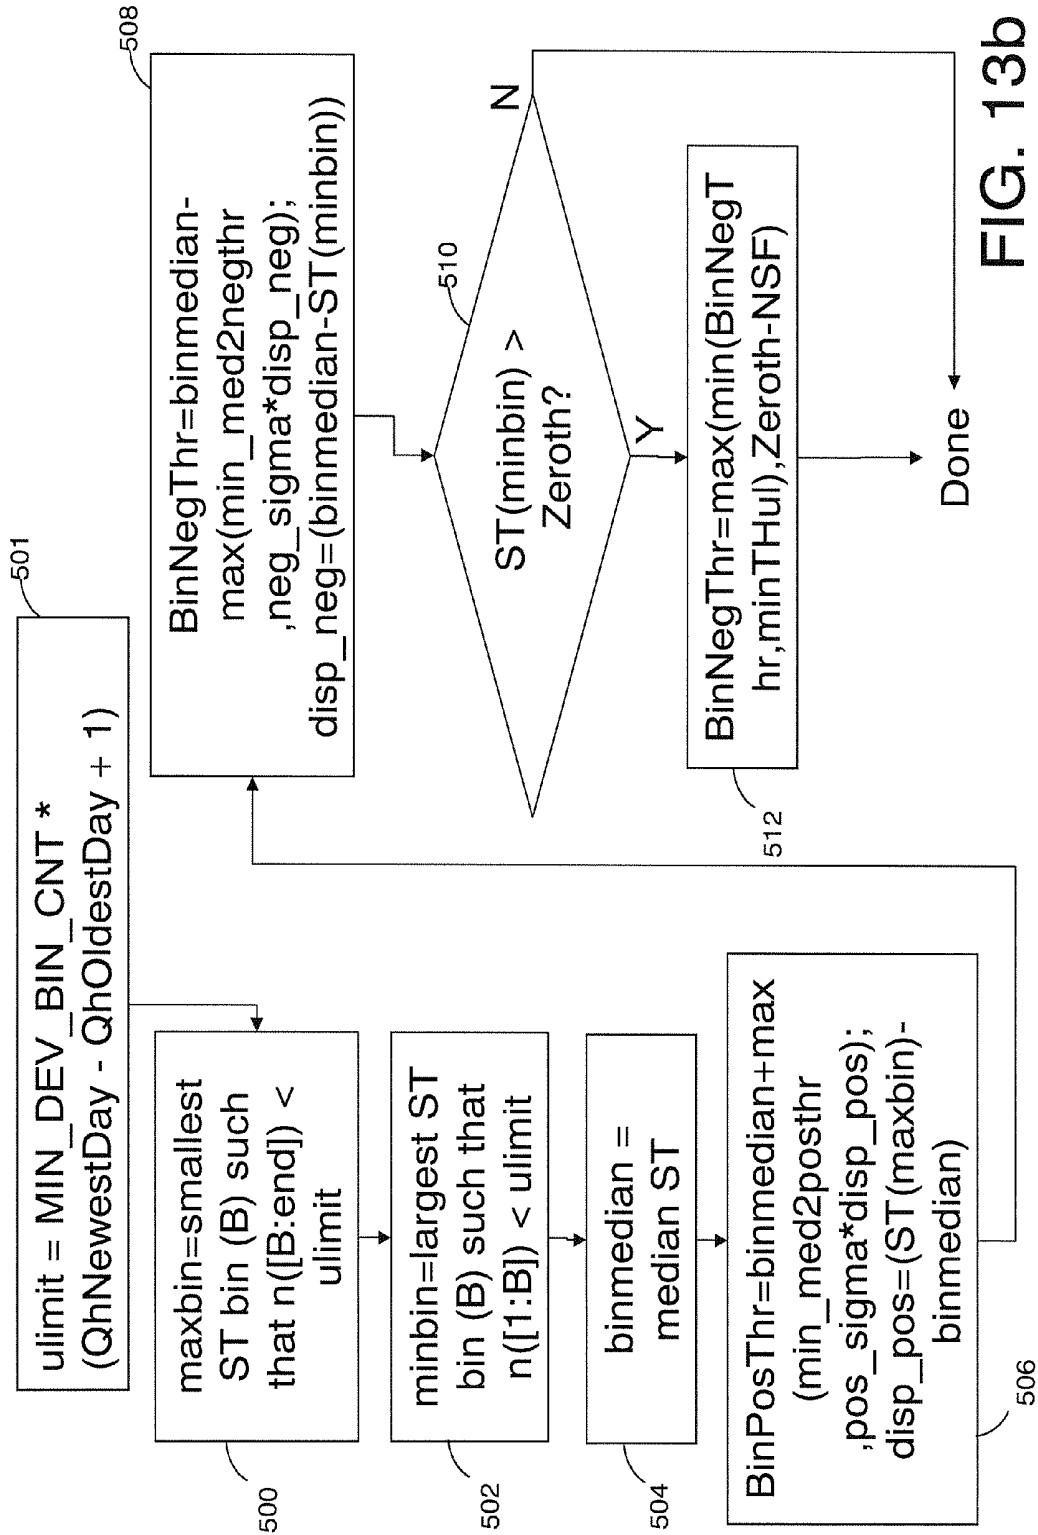 501
ulimit = MIN_DEV_BIN_CNT *
(QhNewestDay - QhOldestDay + 1)
500
maxbin=smallest
ST bin (B) such
that n([B:end]) <
ulimit
502
minbin=largest ST
bin (B) such that
n([1:B]) < ulimit
504
binmedian =
median ST
506
BinPosThr=binmedian+max
(min_med2posthr
,pos_sigma*disp_pos);
disp_pos=(ST(maxbin)-
binmedian)
508
BinNegThr=binmedian-
max(min_med2negthr
,neg_sigma*disp_neg);
disp_neg=(binmedian-ST(minbin))
510
ST(minbin) >
Zeroth?
N
Y
512
BinNegThr=max(min(BinNegT
hr,minTHul),Zeroth-NSF)
Done
FIG. 13b